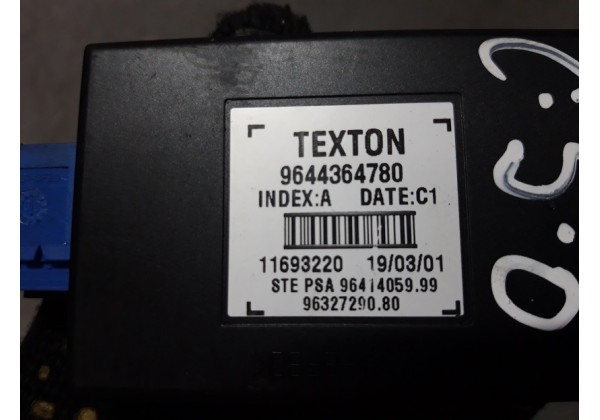 TEXTON
9644364780
INDEX:A DATE:C1
11693220 19/03/01
STE PSA 96414059.99
96327290.80